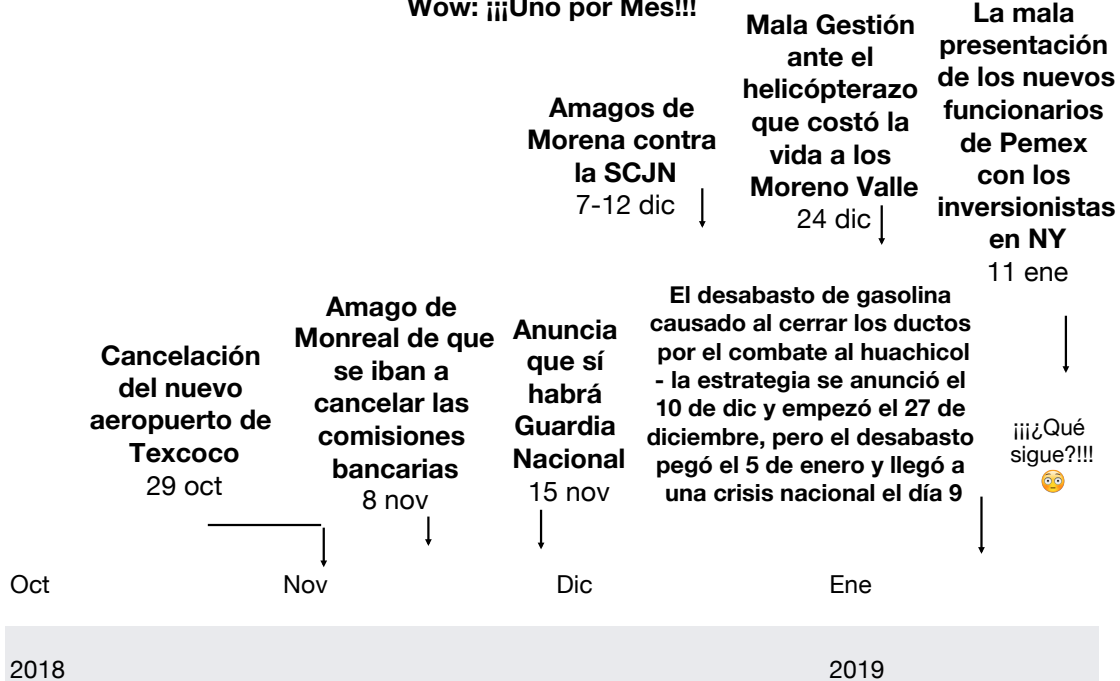 Wow: ¡¡¡Uno por Mes!!!
Cancelación
del nuevo
aeropuerto de
Texcoco
29 oct
Amago de
Monreal de que
se iban a
cancelar las
comisiones
bancarias
8 nov
Anuncia
que sí
habrá
Guardia
Nacional
15 nov
Amagos de
Morena contra
la SCJN
7-12 dic
Mala Gestión
ante el
helicópterazo
que costó la
vida a los
Moreno Valle
24 dic
El desabasto de gasolina
causado al cerrar los ductos
por el combate al huachicol
- la estrategia se anunció el
10 de dic y empezó el 27 de
diciembre, pero el desabasto
pegó el 5 de enero y llegó a
una crisis nacional el día 9
La mala
presentación
de los nuevos
funcionarios
de Pemex
con los
inversionistas
en NY
11 ene
¡¡¡¿Qué
sigue?!!!
😳
Oct
Nov
Dic
Ene
2018
2019